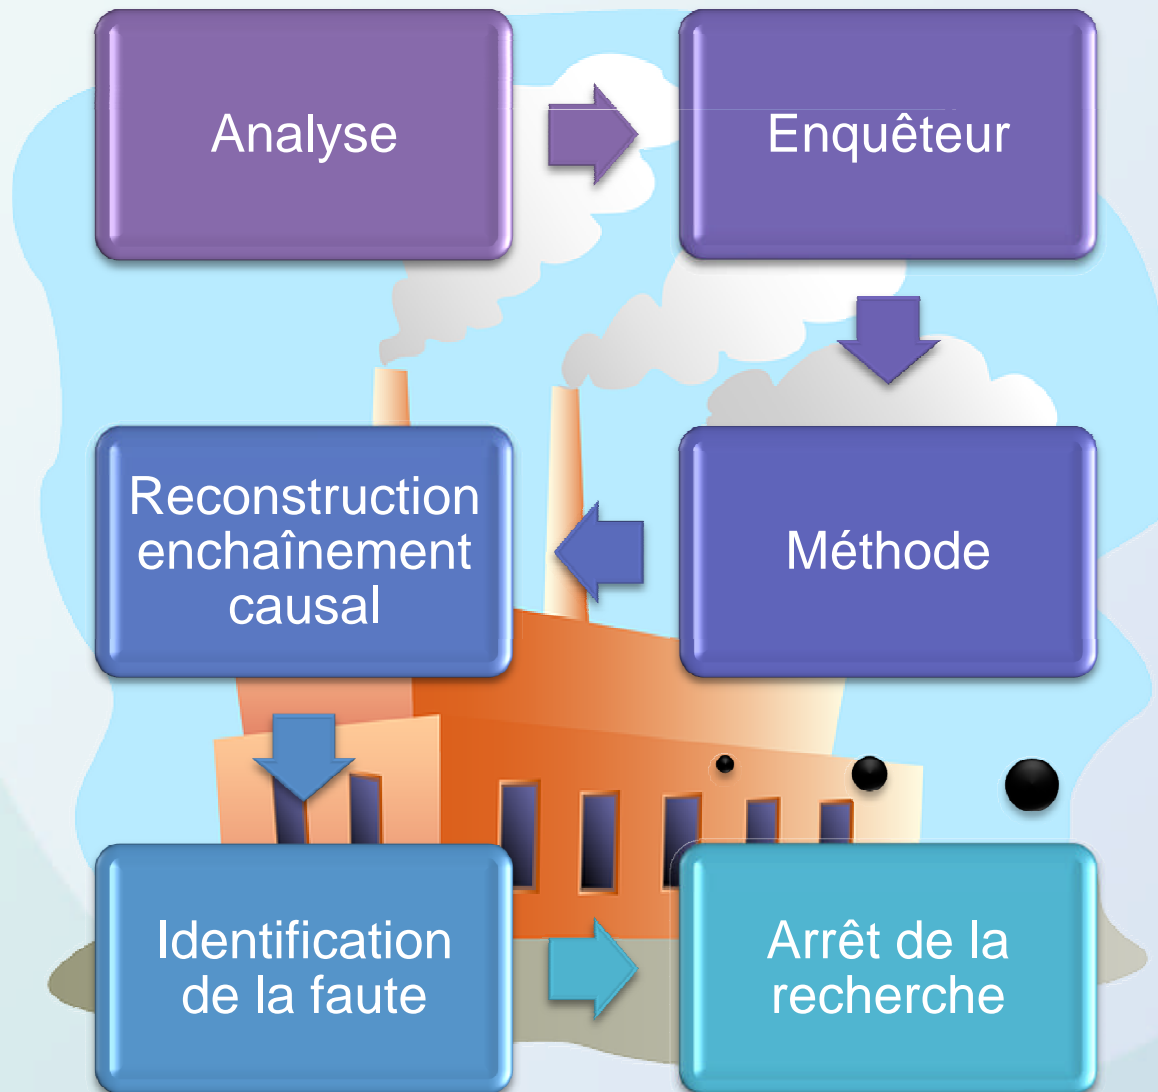 Analyse
Enquêteur
Méthode
Reconstruction
enchaînement
causal
Identification
de la faute
Arrêt de la
recherche